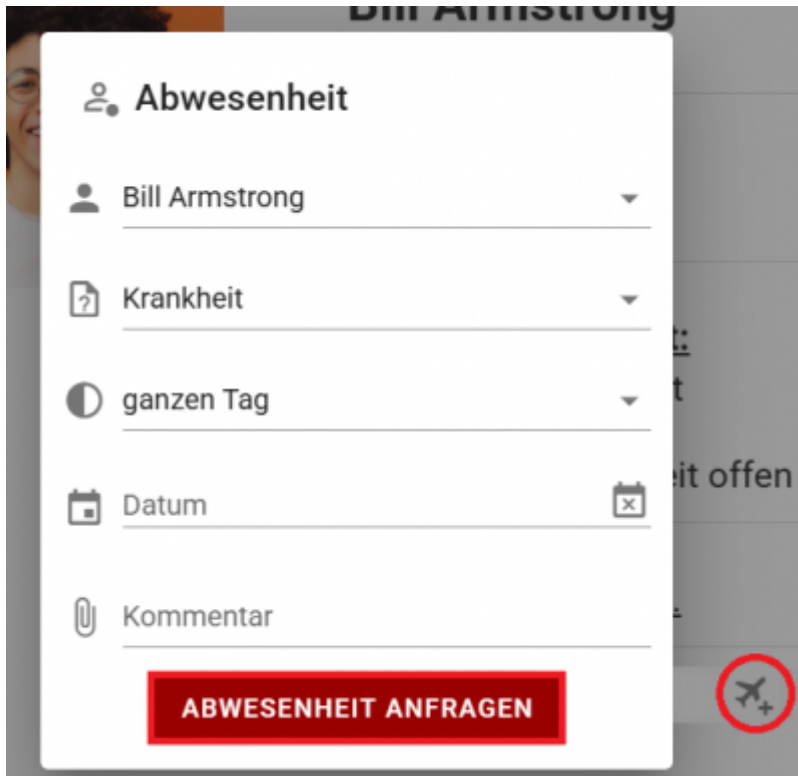 Bill Armstrong
Abwesenheit
Bill Armstrong
Krankheit
ganzen Tag
Datum
Kommentar
ABWESENHEIT ANFRAGEN
t:
t
eit offen